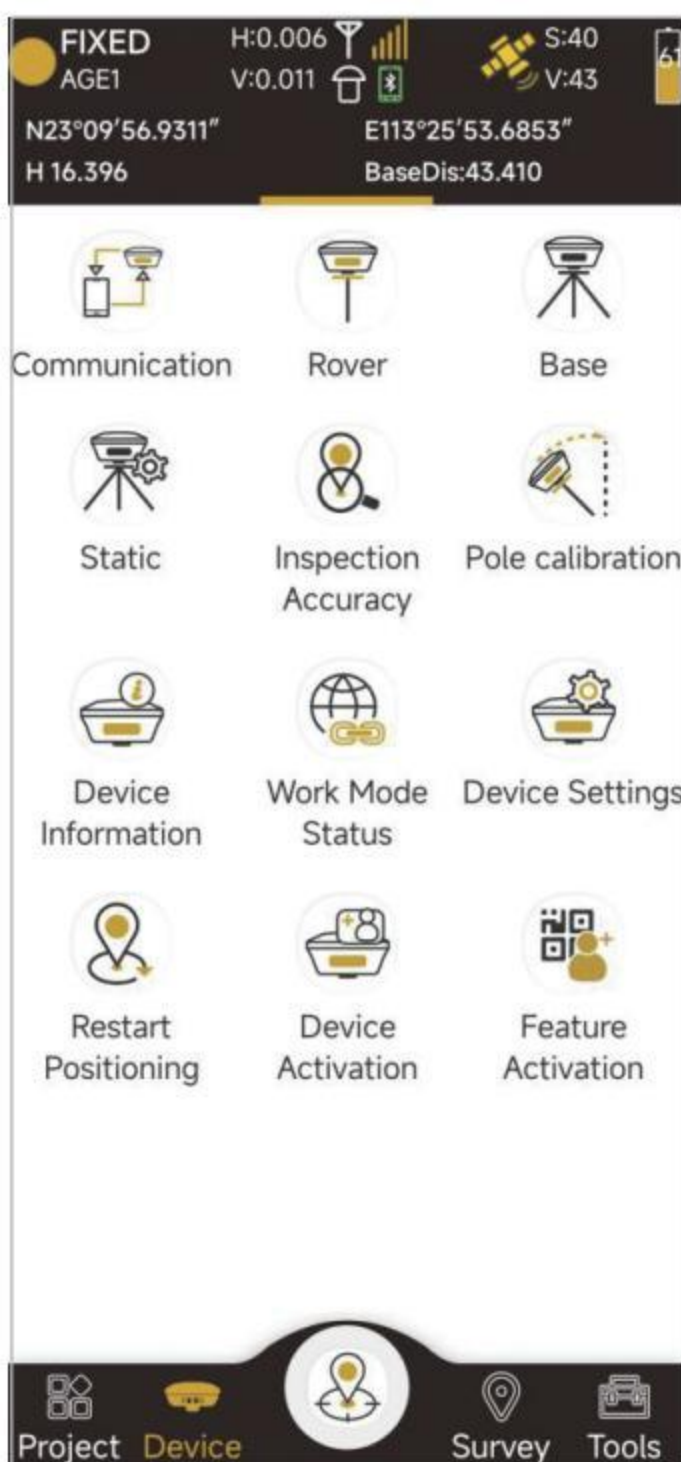 FIXED H:0.006 S:40 61
AGE1 V:0.011 V:43
N23°09′56.9311″ E113°25′53.6853″
H 16.396 BaseDis:43.410
Communication Rover Base
Static Inspection Accuracy Pole calibration
Device Information Work Mode Status Device Settings
Restart Positioning Device Activation Feature Activation
Project Device Survey Tools